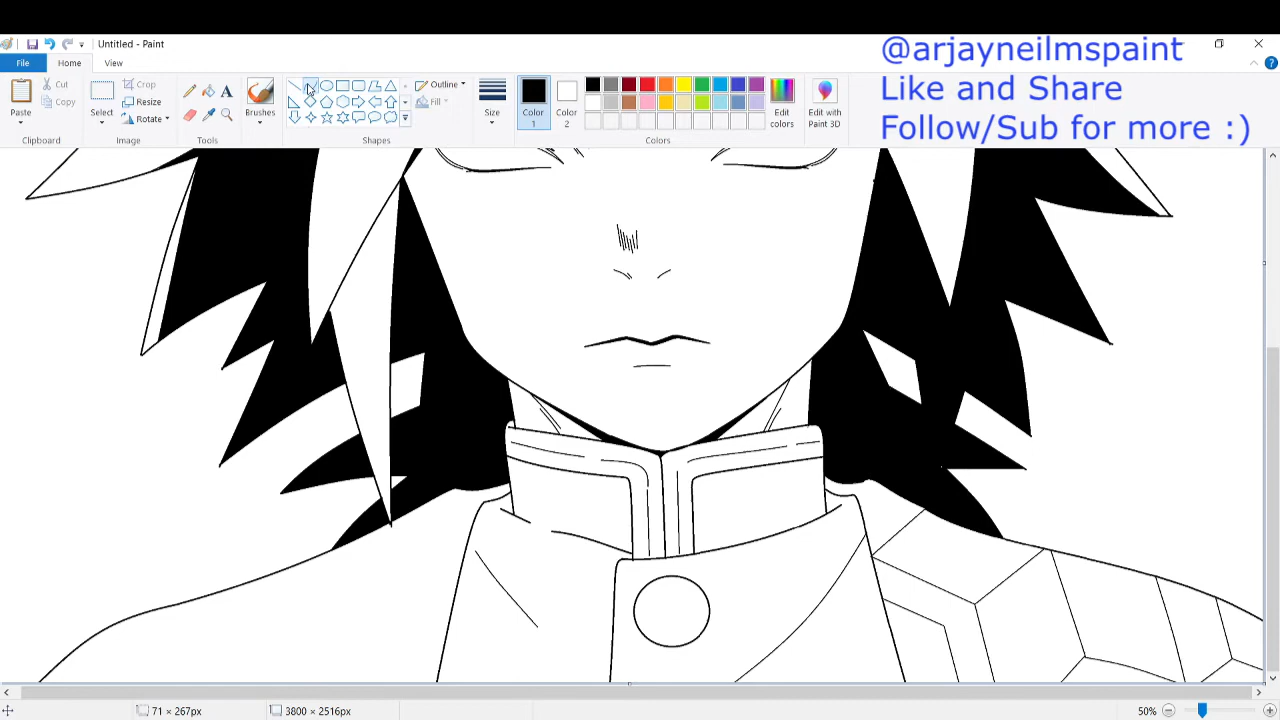 Untitled - Paint
@arjayneilmspaint
Like and Share
Follow/Sub for more :)
File
Home
View
Paste
Cut
Copy
Clipboard
Select
Crop
Resize
Rotate
Image
A
Tools
Brushes
Outline
Fill
Shapes
Size
Color 1
Color 2
Edit colors
Edit with Paint 3D
Colors
71 × 267px
3800 × 2516px
50%